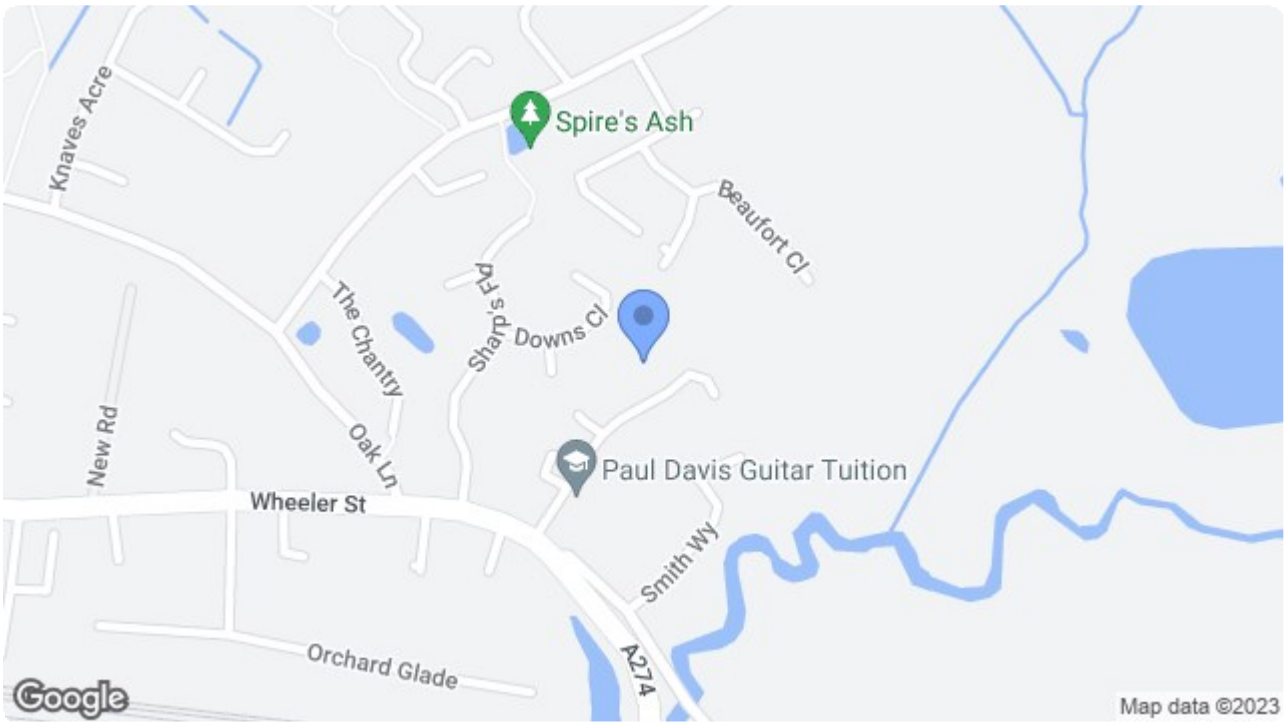 Knaves Acre
Spire's Ash
Beaufort Cl
The Chantry
Sharp's Fld
Downs Cl
New Rd
Oak Ln
Paul Davis Guitar Tuition
Wheeler St
Smith Wy
Orchard Glade
A274
Google
Map data ©2023